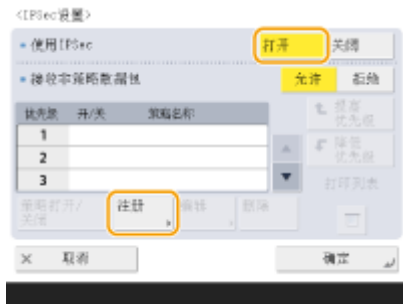 <IPSec设置>
使用IPSec 打开 关闭
接收非策略数据包 允许 拒绝
优先级 开/关 策略名称
1
2
3
提高优先级
降低优先级
打印列表
策略打开/关闭 注册 编辑 删除
取消 确定